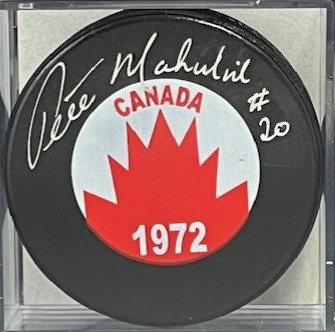 Pete Mahovlich
#20
CANADA
1972